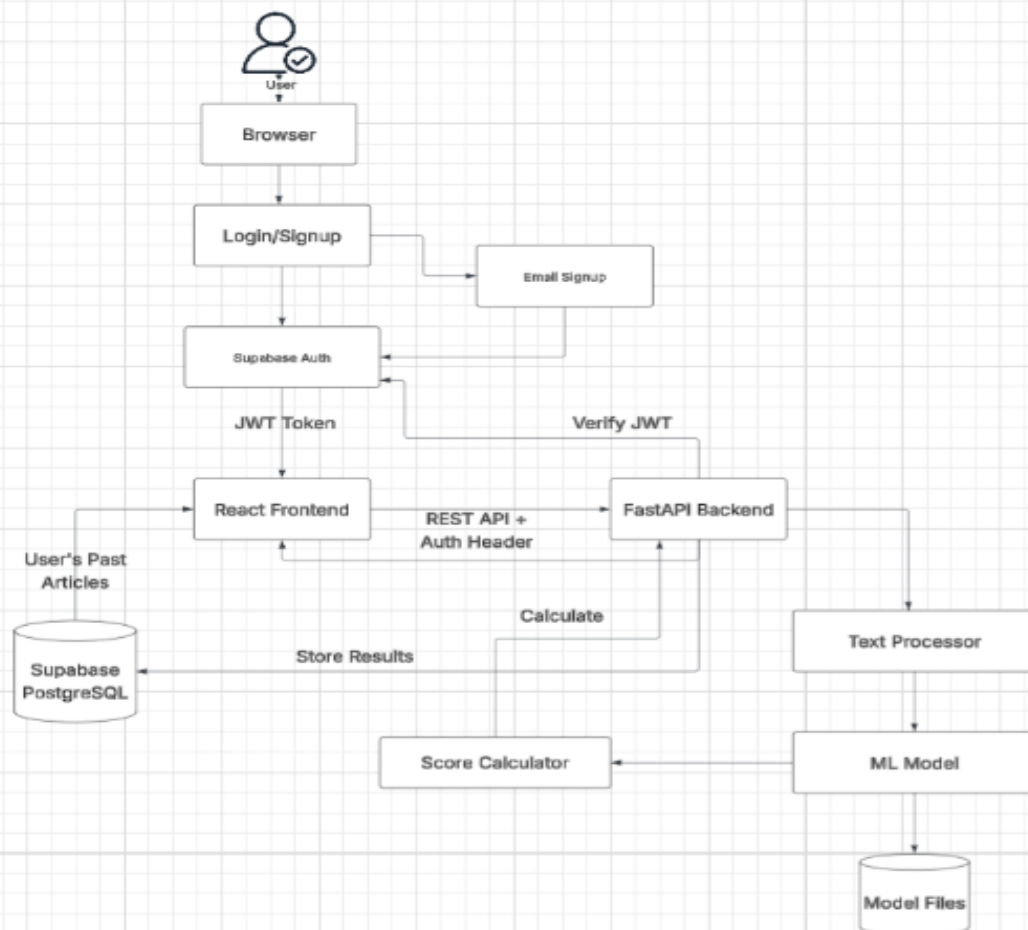 User
Browser
Login/Signup
Email Signup
Supabase Auth
JWT Token
Verify JWT
React Frontend
REST API +
Auth Header
FastAPI Backend
User's Past
Articles
Calculate
Text Processor
Store Results
Supabase
PostgreSQL
Score Calculator
ML Model
Model Files